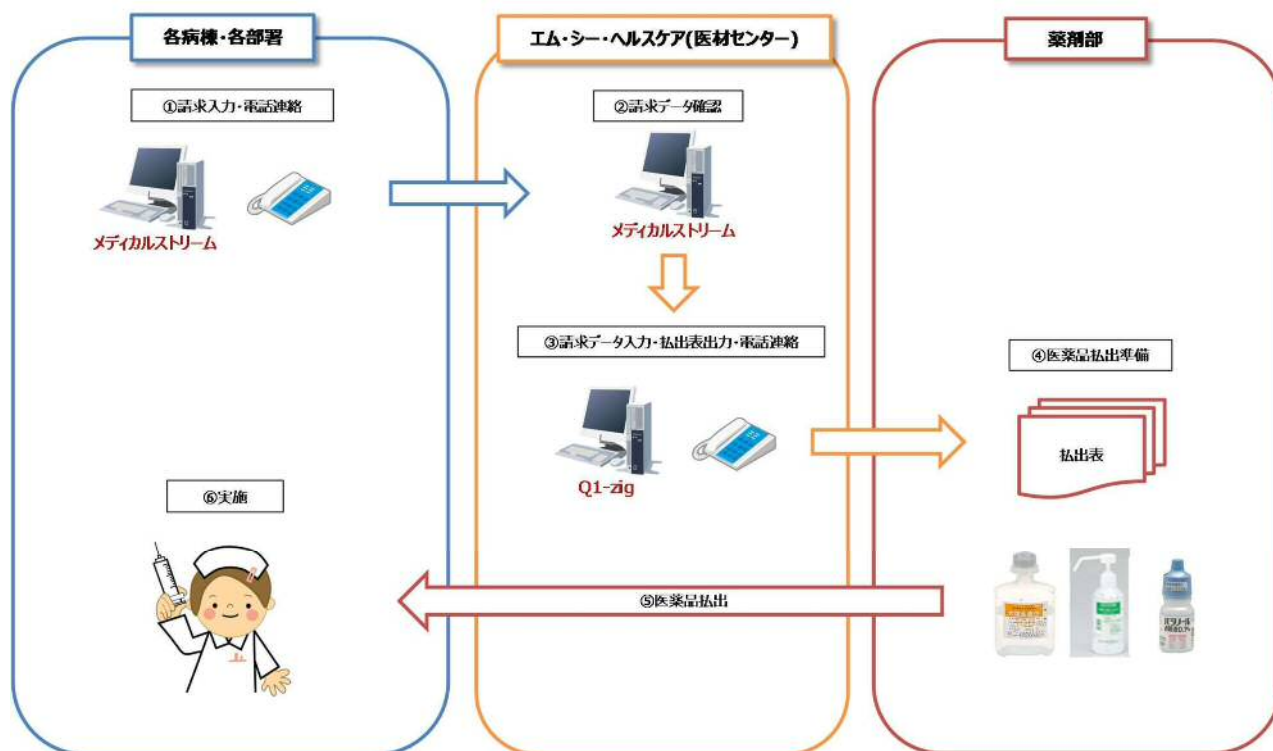 各病棟・各部署
エム・シー・ヘルスケア(医材センター)
薬剤部
①請求入力・電話連絡
②請求データ確認
メディカルストリーム
メディカルストリーム
③請求データ入力・払出表出力・電話連絡
④医薬品払出準備
払出表
Q1-zig
⑥実施
⑤医薬品払出